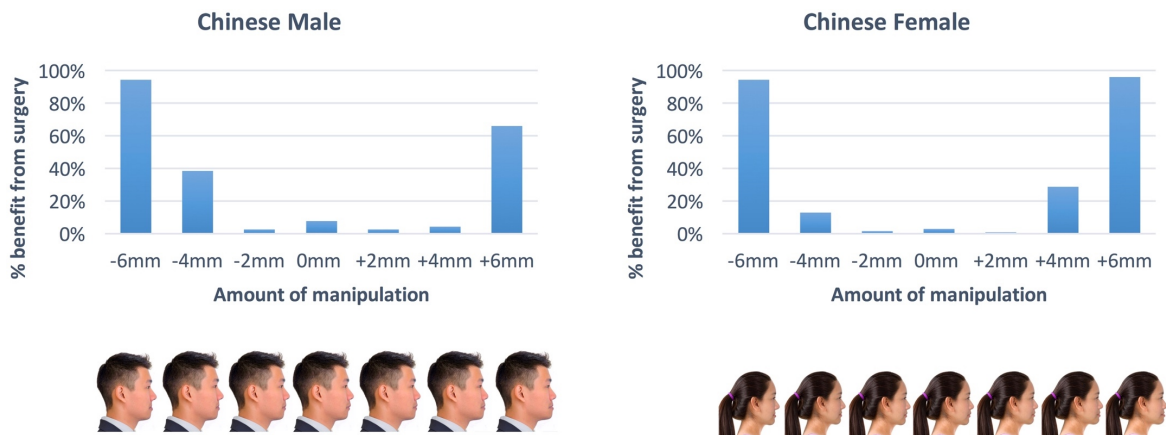 Chinese Male
% benefit from surgery
100%
80%
60%
40%
20%
0%
-6mm -4mm -2mm 0mm +2mm +4mm +6mm
Amount of manipulation
Chinese Female
% benefit from surgery
100%
80%
60%
40%
20%
0%
-6mm -4mm -2mm 0mm +2mm +4mm +6mm
Amount of manipulation